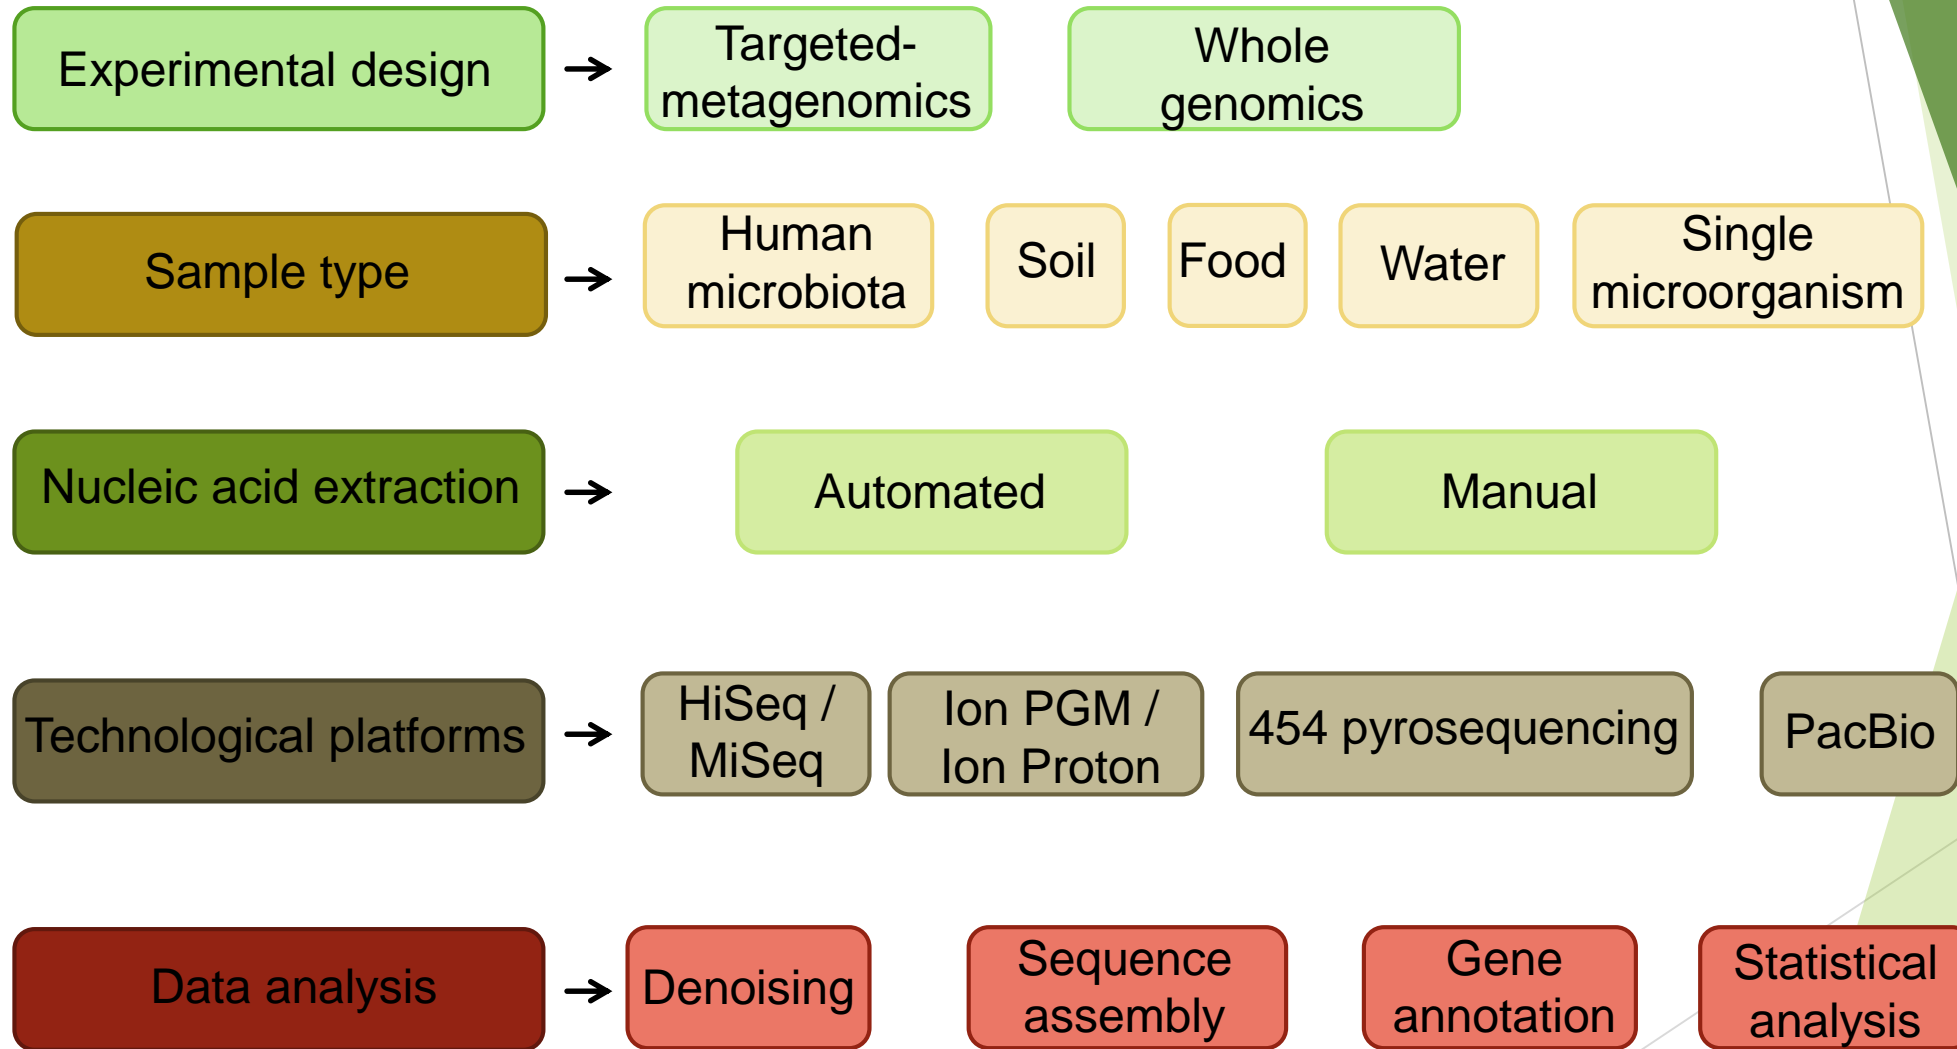 Experimental design
Targeted-
metagenomics
Whole
genomics
Sample type
Human
microbiota
Soil
Food
Water
Single
microorganism
Nucleic acid extraction
Automated
Manual
Technological platforms
HiSeq /
MiSeq
Ion PGM /
Ion Proton
454 pyrosequencing
PacBio
Data analysis
Denoising
Sequence
assembly
Gene
annotation
Statistical
analysis